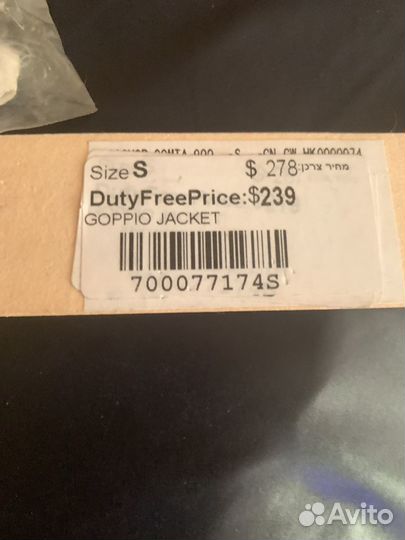 Size S $ 278 מחיר צרכן:
DutyFreePrice:$239
GOPPIO JACKET
700077174S
Avito